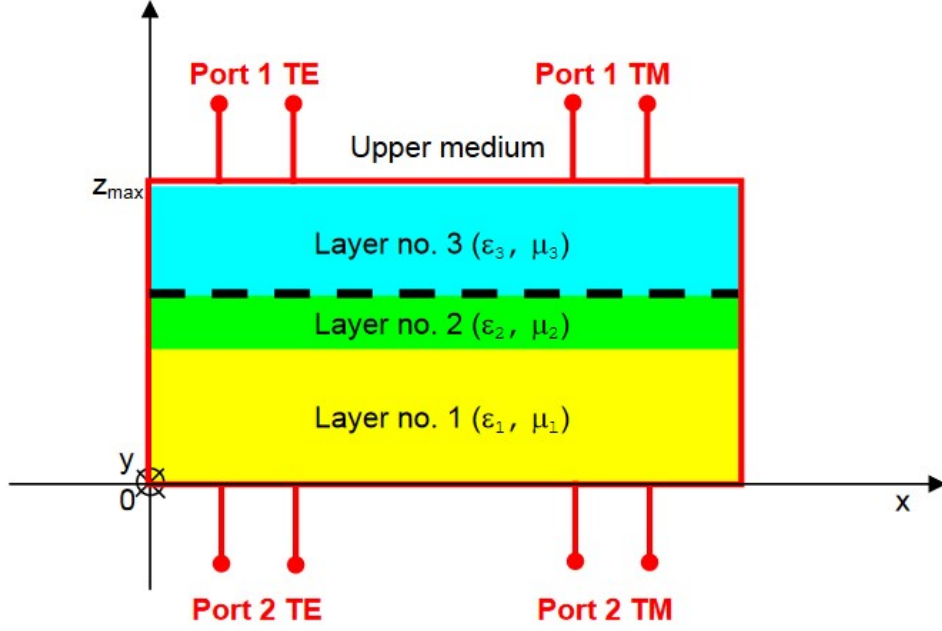 Port 1 TE
Port 1 TM
Upper medium
zmax
Layer no. 3 (ε3, μ3)
Layer no. 2 (ε2, μ2)
Layer no. 1 (ε1, μ1)
y
0
x
Port 2 TE
Port 2 TM